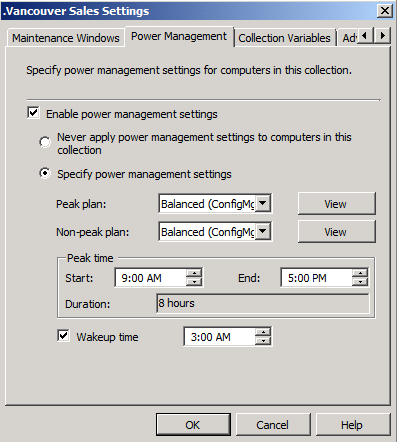 .Vancouver Sales Settings
Maintenance Windows Power Management Collection Variables Adv
Specify power management settings for computers in this collection.
Enable power management settings
Never apply power management settings to computers in this
collection
Specify power management settings
Peak plan: Balanced (ConfigMg View
Non-peak plan: Balanced (ConfigMg View
Peak time
Start: 9:00 AM End: 5:00 PM
Duration: 8 hours
Wakeup time 3:00 AM
OK Cancel Help